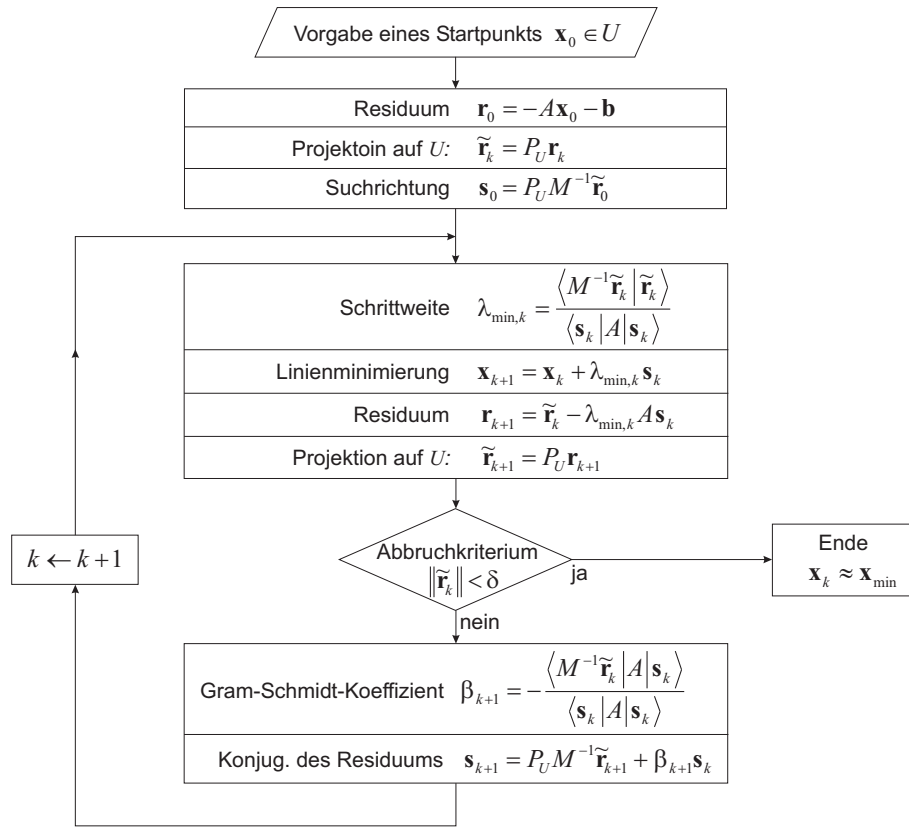 Vorgabe eines Startpunkts x₀ ∈ U
Residuum r₀ = −Ax₀ − b
Projektoin auf U: r̃ₖ = P_U rₖ
Suchrichtung s₀ = P_U M⁻¹ r̃₀
Schrittweite λ_min,k = ⟨M⁻¹ r̃ₖ | r̃ₖ⟩ / ⟨sₖ | A | sₖ⟩
Linienminimierung xₖ₊₁ = xₖ + λ_min,k sₖ
Residuum rₖ₊₁ = r̃ₖ − λ_min,k Asₖ
Projektion auf U: r̃ₖ₊₁ = P_U rₖ₊₁
Abbruchkriterium
‖r̃ₖ‖ < δ
ja
Ende
xₖ ≈ x_min
nein
k ← k+1
Gram-Schmidt-Koeffizient βₖ₊₁ = − ⟨M⁻¹ r̃ₖ | A | sₖ⟩ / ⟨sₖ | A | sₖ⟩
Konjug. des Residuums sₖ₊₁ = P_U M⁻¹ r̃ₖ₊₁ + βₖ₊₁ sₖ